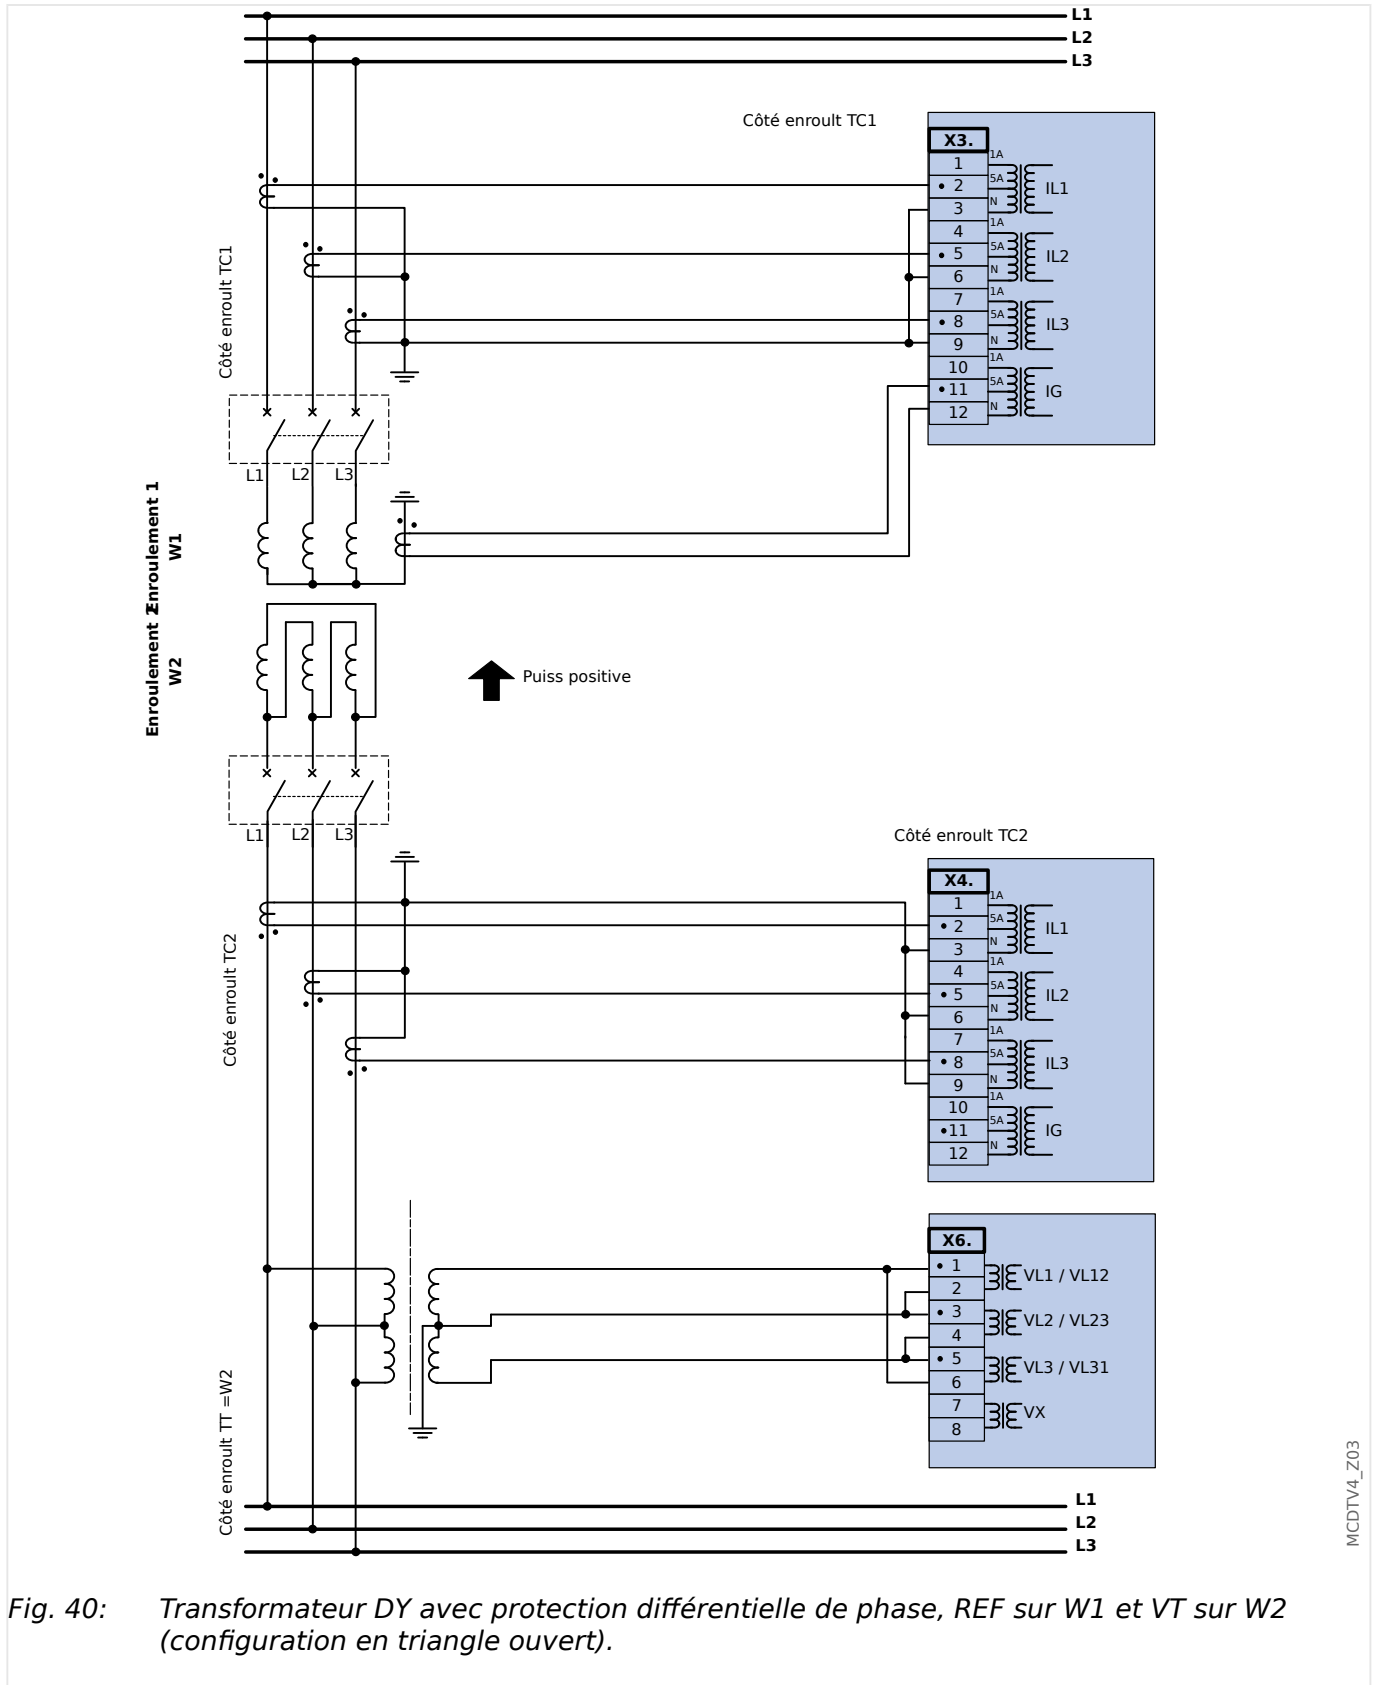 L1
L2
L3
Côté enroult TC1
X3.
1
1A
2
5A
IL1
3
N
4
1A
5
5A
IL2
6
N
7
1A
8
5A
IL3
9
N
10
1A
11
5A
IG
12
N
Côté enroult TC1
L1
L2
L3
Enroulement 1
W1
Enroulement 2
W2
Puiss positive
L1
L2
L3
Côté enroult TC2
X4.
1
1A
2
5A
IL1
3
N
4
1A
5
5A
IL2
6
N
7
1A
8
5A
IL3
9
N
10
1A
11
5A
IG
12
N
Côté enroult TC2
X6.
1
VL1 / VL12
2
3
VL2 / VL23
4
5
VL3 / VL31
6
7
VX
8
Côté enroult TT =W2
L1
L2
L3
MCDTV4_Z03
Fig. 40: Transformateur DY avec protection différentielle de phase, REF sur W1 et VT sur W2
(configuration en triangle ouvert).